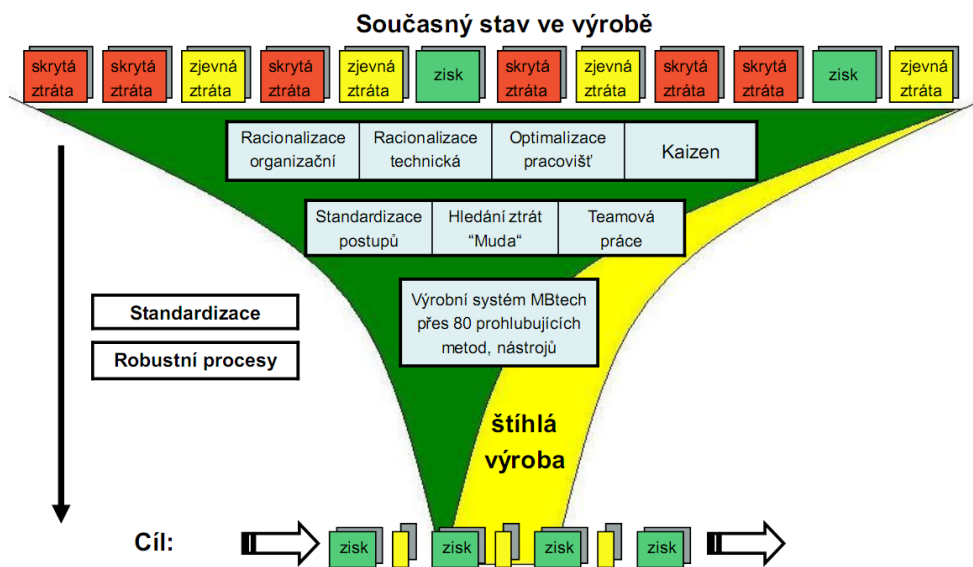 Současný stav ve výrobě
skrytá ztráta
skrytá ztráta
zjevná ztráta
skrytá ztráta
zjevná ztráta
zisk
skrytá ztráta
zjevná ztráta
skrytá ztráta
skrytá ztráta
zisk
zjevná ztráta
Racionalizace
organizační
Racionalizace
technická
Optimalizace
pracovišť
Kaizen
Standardizace
postupů
Hledání ztrát
“Muda“
Teamová
práce
Výrobní systém MBtech
přes 80 prohlubujících
metod, nástrojů
Standardizace
Robustní procesy
štíhlá
výroba
Cíl:
zisk
zisk
zisk
zisk